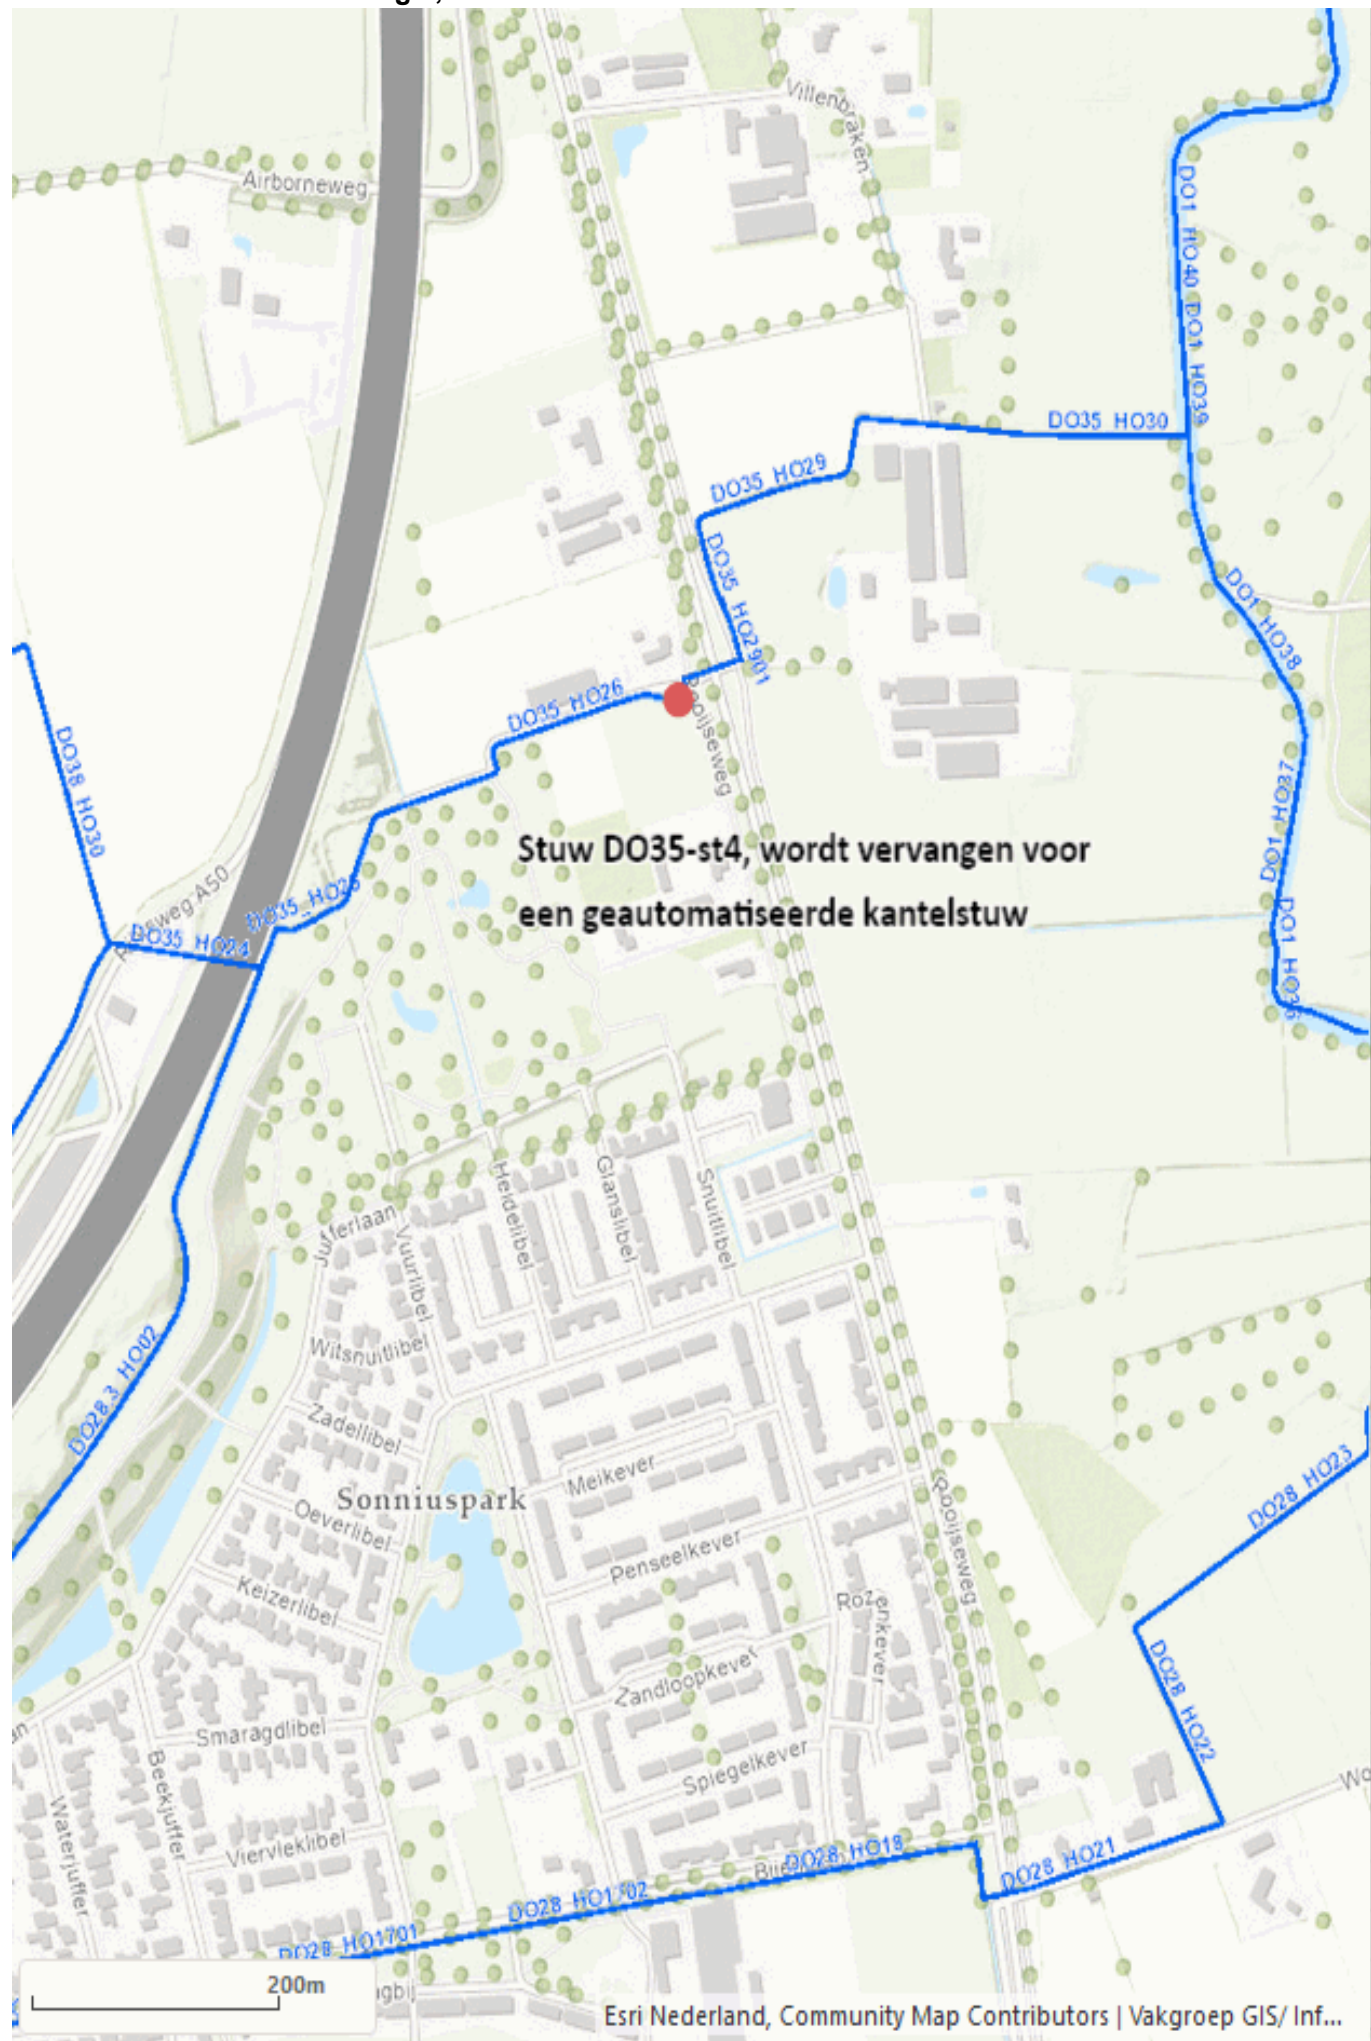 Airborneweg
Villenbraken
DO1 HO40
DO1 HO39
DO35 HO30
DO35 HO29
DO35 HO2901
DO1 HO38
DO35 HO26
Rooijseweg
DO38 HO30
DO1 HO37
Stuw DO35-st4, wordt vervangen voor
een geautomatiseerde kantelstuw
A50
DO35 HO25
DO35 HO24
DO1 HO36
Jufferlaan
Vuurlibel
Heidelibel
Glanslibel
Snuitlibel
Witsnuitlibel
DO28.3 HO02
Zadellibel
Meikever
Sonniuspark
Oeverlibel
Penseelkever
Rooijseweg
DO28 HO23
Keizerlibel
Rozenkever
Zandloopkever
DO28 HO22
Smaragdlibel
Spiegelkever
Beekjuffer
Waterjuffer
Viervleklibel
DO28 HO18
DO28 HO21
DO28 HO1702
DO28 HO1701
200m
Esri Nederland, Community Map Contributors | Vakgroep GIS/ Inf...